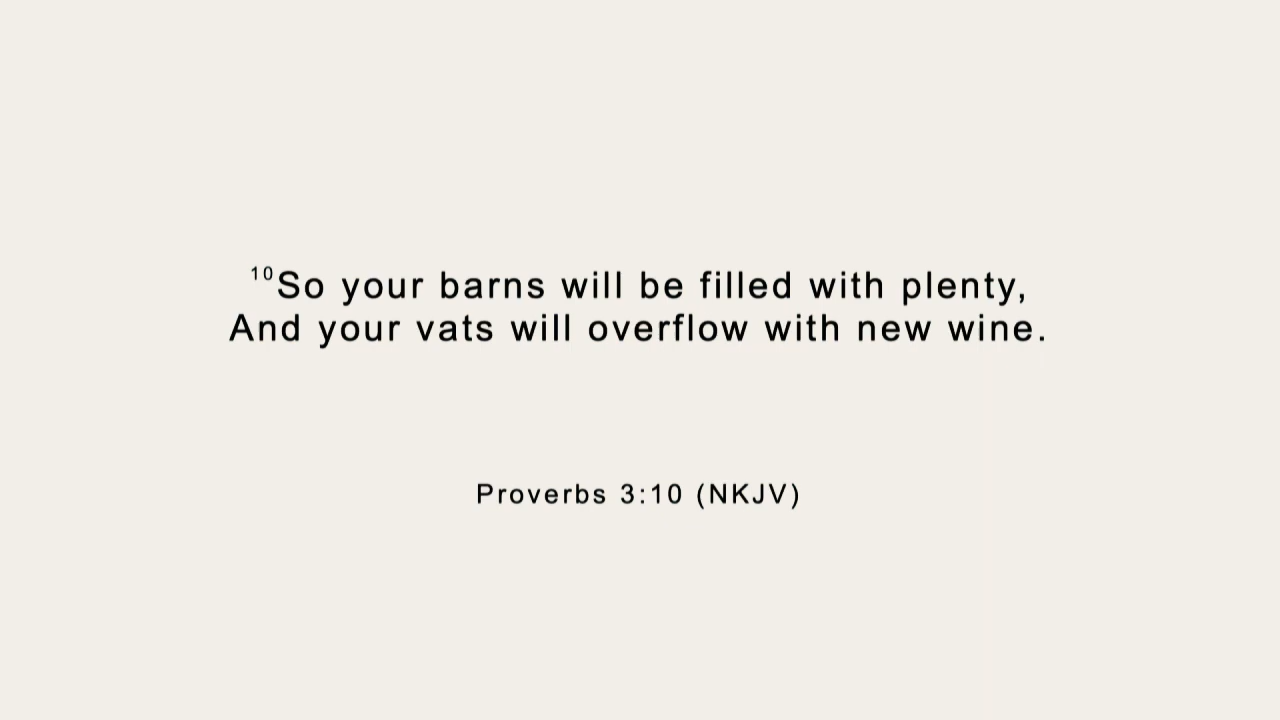 10So your barns will be filled with plenty,
And your vats will overflow with new wine.
Proverbs 3:10 (NKJV)